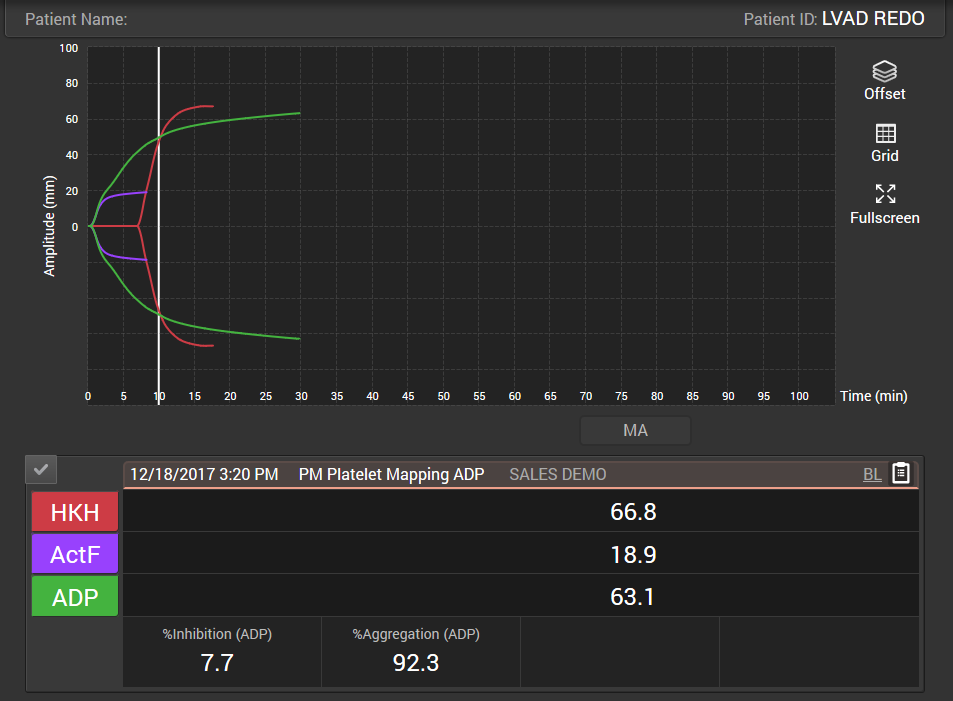 Patient Name:
Patient ID: LVAD REDO
100
80
60
40
20
0
Amplitude (mm)
0 5 10 15 20 25 30 35 40 45 50 55 60 65 70 75 80 85 90 95 100
Time (min)
Offset
Grid
Fullscreen
MA
12/18/2017 3:20 PM PM Platelet Mapping ADP SALES DEMO BL
HKH 66.8
ActF 18.9
ADP 63.1
%Inhibition (ADP) %Aggregation (ADP)
7.7 92.3